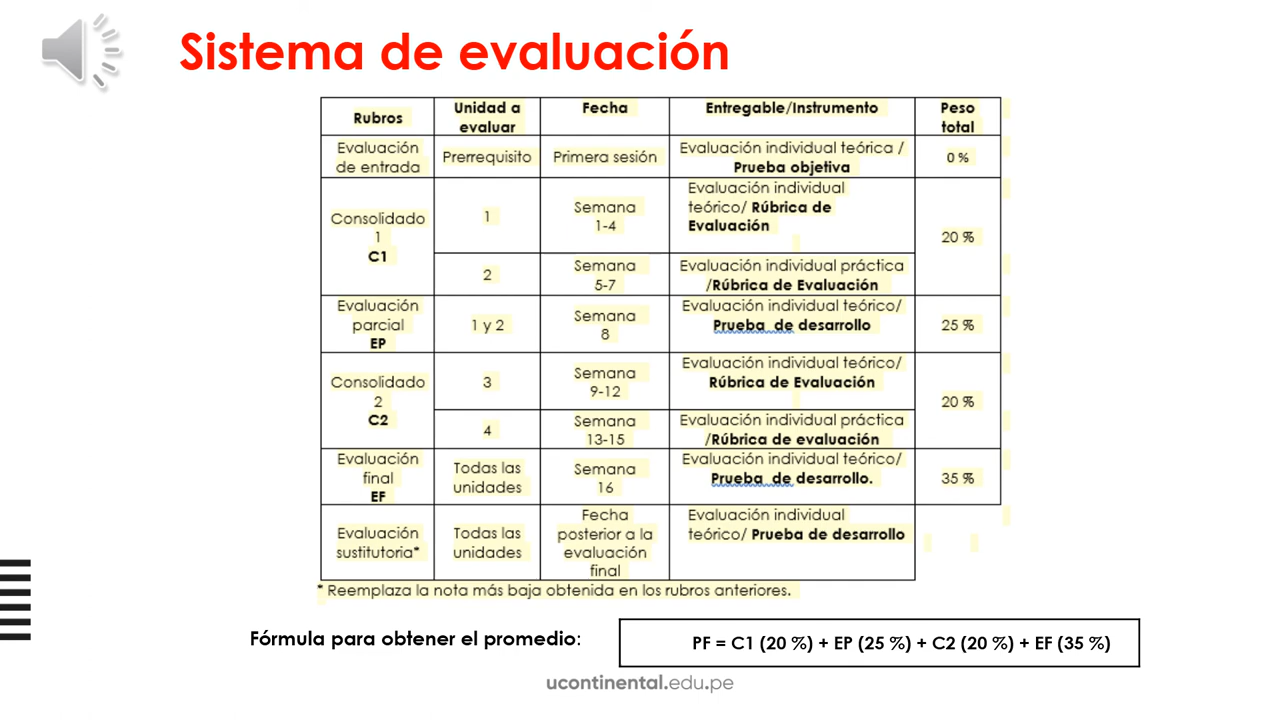 Sistema de evaluación
Rubros
Unidad a
evaluar
Fecha
Entregable/Instrumento
Peso
total
Evaluación
de entrada
Prerrequisito
Primera sesión
Evaluación individual teórica /
Prueba objetiva
0 %
Consolidado
1
C1
1
Semana
1-4
Evaluación individual
teórico/ Rúbrica de
Evaluación
20 %
2
Semana
5-7
Evaluación individual práctica
/Rúbrica de Evaluación
Evaluación
parcial
EP
1 y 2
Semana
8
Evaluación individual teórico/
Prueba de desarrollo
25 %
Consolidado
2
C2
3
Semana
9-12
Evaluación individual teórico/
Rúbrica de Evaluación
20 %
4
Semana
13-15
Evaluación individual práctica
/Rúbrica de evaluación
Evaluación
final
EF
Todas las
unidades
Semana
16
Evaluación individual teórico/
Prueba de desarrollo.
35 %
Evaluación
sustitutoria*
Todas las
unidades
Fecha
posterior a la
evaluación
final
Evaluación individual
teórico/ Prueba de desarrollo
* Reemplaza la nota más baja obtenida en los rubros anteriores.
Fórmula para obtener el promedio:
PF = C1 (20 %) + EP (25 %) + C2 (20 %) + EF (35 %)
ucontinental.edu.pe